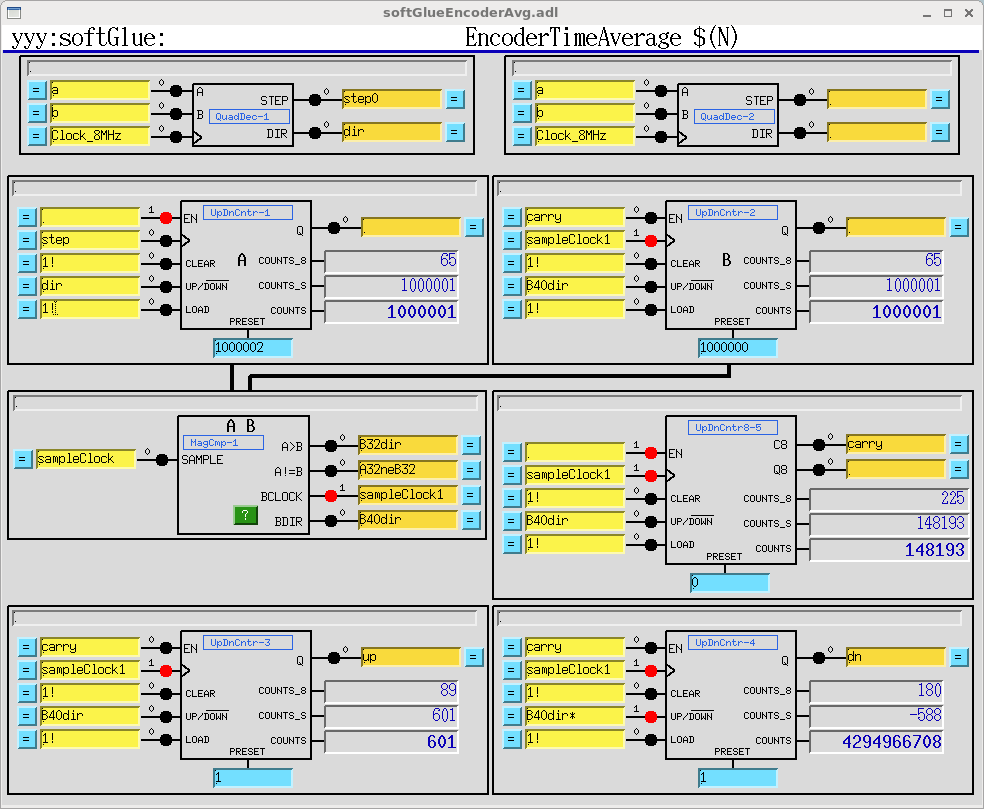 softGlueEncoderAvg.adl
yyy:softGlue: EncoderTimeAverage $(N)
.
= a 0 A STEP 0 step0 =
= b 0 B QuadDec-1
= Clock_8MHz 0 DIR 0 dir =
.
= a 0 A STEP 0 . =
= b 0 B QuadDec-2
= Clock_8MHz 0 DIR 0 . =
.
= . 1 EN UpDnCntr-1 Q 0 . =
= step 0
= 1! 0 CLEAR A COUNTS_8 65
= dir 0 UP/DOWN COUNTS_S 1000001
= 1! 0 LOAD COUNTS 1000001
PRESET
1000002
.
= carry 0 EN UpDnCntr-2 Q 0 . =
= sampleClock1 1
= 1! 0 CLEAR B COUNTS_8 65
= B40dir 0 UP/DOWN COUNTS_S 1000001
= 1! 0 LOAD COUNTS 1000001
PRESET
1000000
.
A B
MagCmp-1 A>B 0 B32dir =
= sampleClock 0 SAMPLE A!=B 0 A32neB32 =
BCLOCK 1 sampleClock1 =
? BDIR 0 B40dir =
.
UpDnCntr8-5 C8 0 carry =
= . 1 EN Q8 0 . =
= sampleClock1 1
= 1! 0 CLEAR COUNTS_8 225
= B40dir 0 UP/DOWN COUNTS_S 148193
= 1! 0 LOAD COUNTS 148193
PRESET
0
.
= carry 0 EN UpDnCntr-3 Q 0 up =
= sampleClock1 1
= 1! 0 CLEAR COUNTS_8 89
= B40dir 0 UP/DOWN COUNTS_S 601
= 1! 0 LOAD COUNTS 601
PRESET
1
.
= carry 0 EN UpDnCntr-4 Q 0 dn =
= sampleClock1 1
= 1! 0 CLEAR COUNTS_8 180
= B40dir* 1 UP/DOWN COUNTS_S -588
= 1! 0 LOAD COUNTS 4294966708
PRESET
1